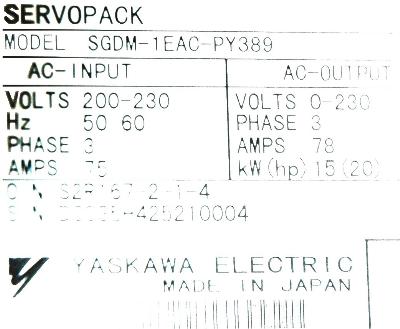 SERVOPACK
MODEL SGDM-1EAC-PY389
AC-INPUT
VOLTS 200-230
Hz 50 60
PHASE 3
AMPS 75
AC-OUTPUT
VOLTS 0-230
PHASE 3
AMPS 78
kW(hp) 15(20)
YASKAWA ELECTRIC
MADE IN JAPAN